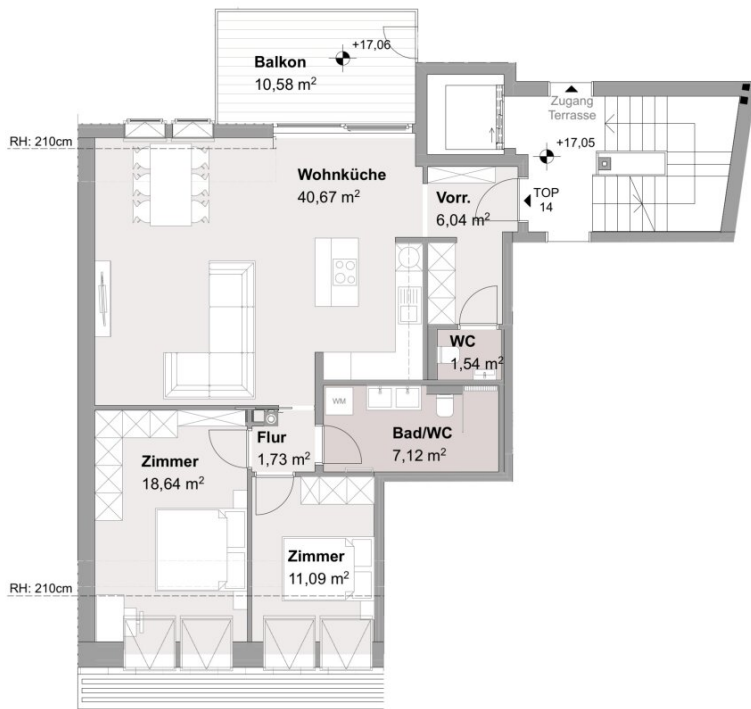 +17,06
Balkon
10,58 m²
Zugang
Terrasse
RH: 210cm
+17,05
Wohnküche
40,67 m²
Vorr.
6,04 m²
TOP
14
WC
1,54 m²
WM
Bad/WC
7,12 m²
Flur
1,73 m²
Zimmer
18,64 m²
Zimmer
11,09 m²
RH: 210cm